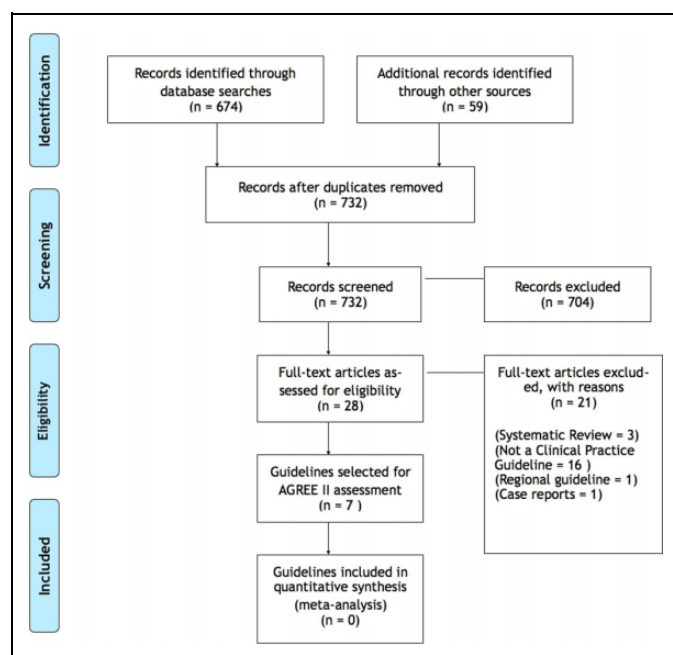 Identification
Records identified through
database searches
(n = 674)
Additional records identified
through other sources
(n = 59)
Records after duplicates removed
(n = 732)
Screening
Records screened
(n = 732)
Records excluded
(n = 704)
Eligibility
Full-text articles as-
sessed for eligibility
(n = 28)
Full-text articles exclud-
ed, with reasons
(n = 21)
(Systematic Review = 3)
(Not a Clinical Practice
Guideline = 16 )
(Regional guideline = 1)
(Case reports = 1)
Guidelines selected for
AGREE II assessment
(n = 7 )
Included
Guidelines included in
quantitative synthesis
(meta-analysis)
(n = 0)